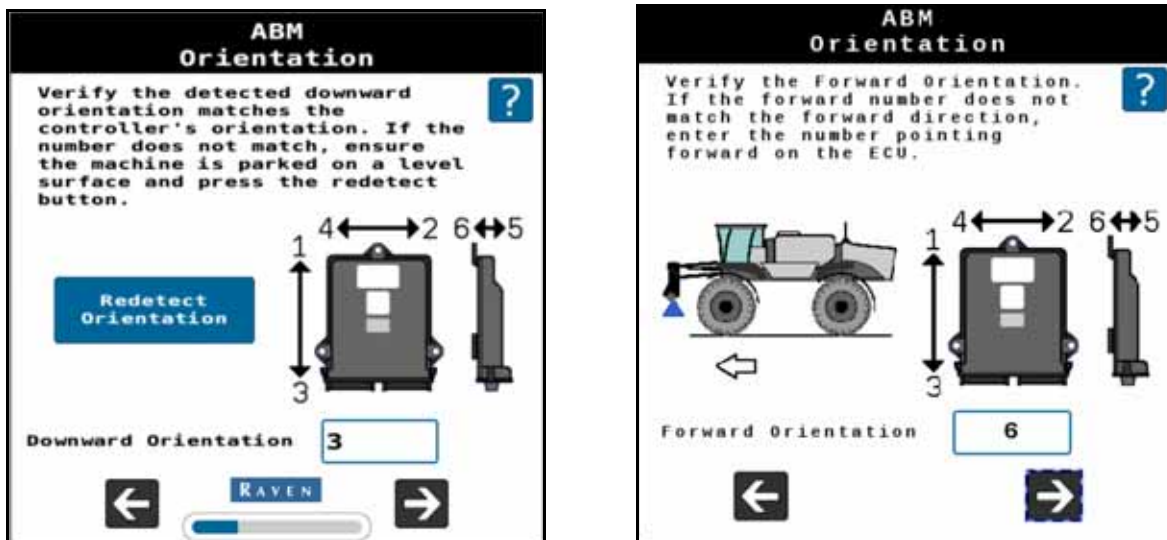 ABM
Orientation
Verify the detected downward
orientation matches the
controller's orientation. If the
number does not match, ensure
the machine is parked on a level
surface and press the redetect
button.
?
4 2 6 5
1
Redetect
Orientation
3
Downward Orientation 3
RAVEN
ABM
Orientation
Verify the Forward Orientation.
If the forward number does not
match the forward direction,
enter the number pointing
forward on the ECU.
?
4 2 6 5
1
3
Forward Orientation 6